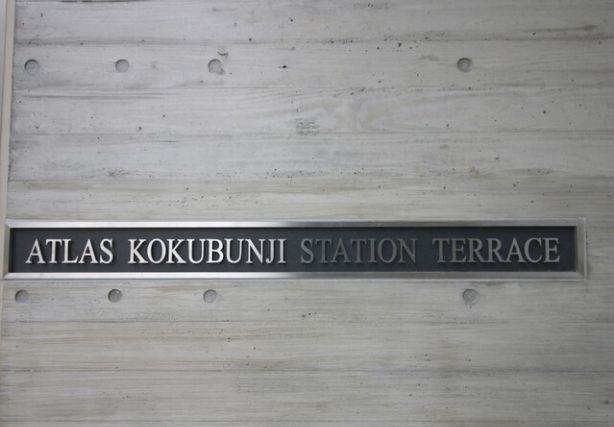 ATLAS KOKUBUNJI STATION TERRACE